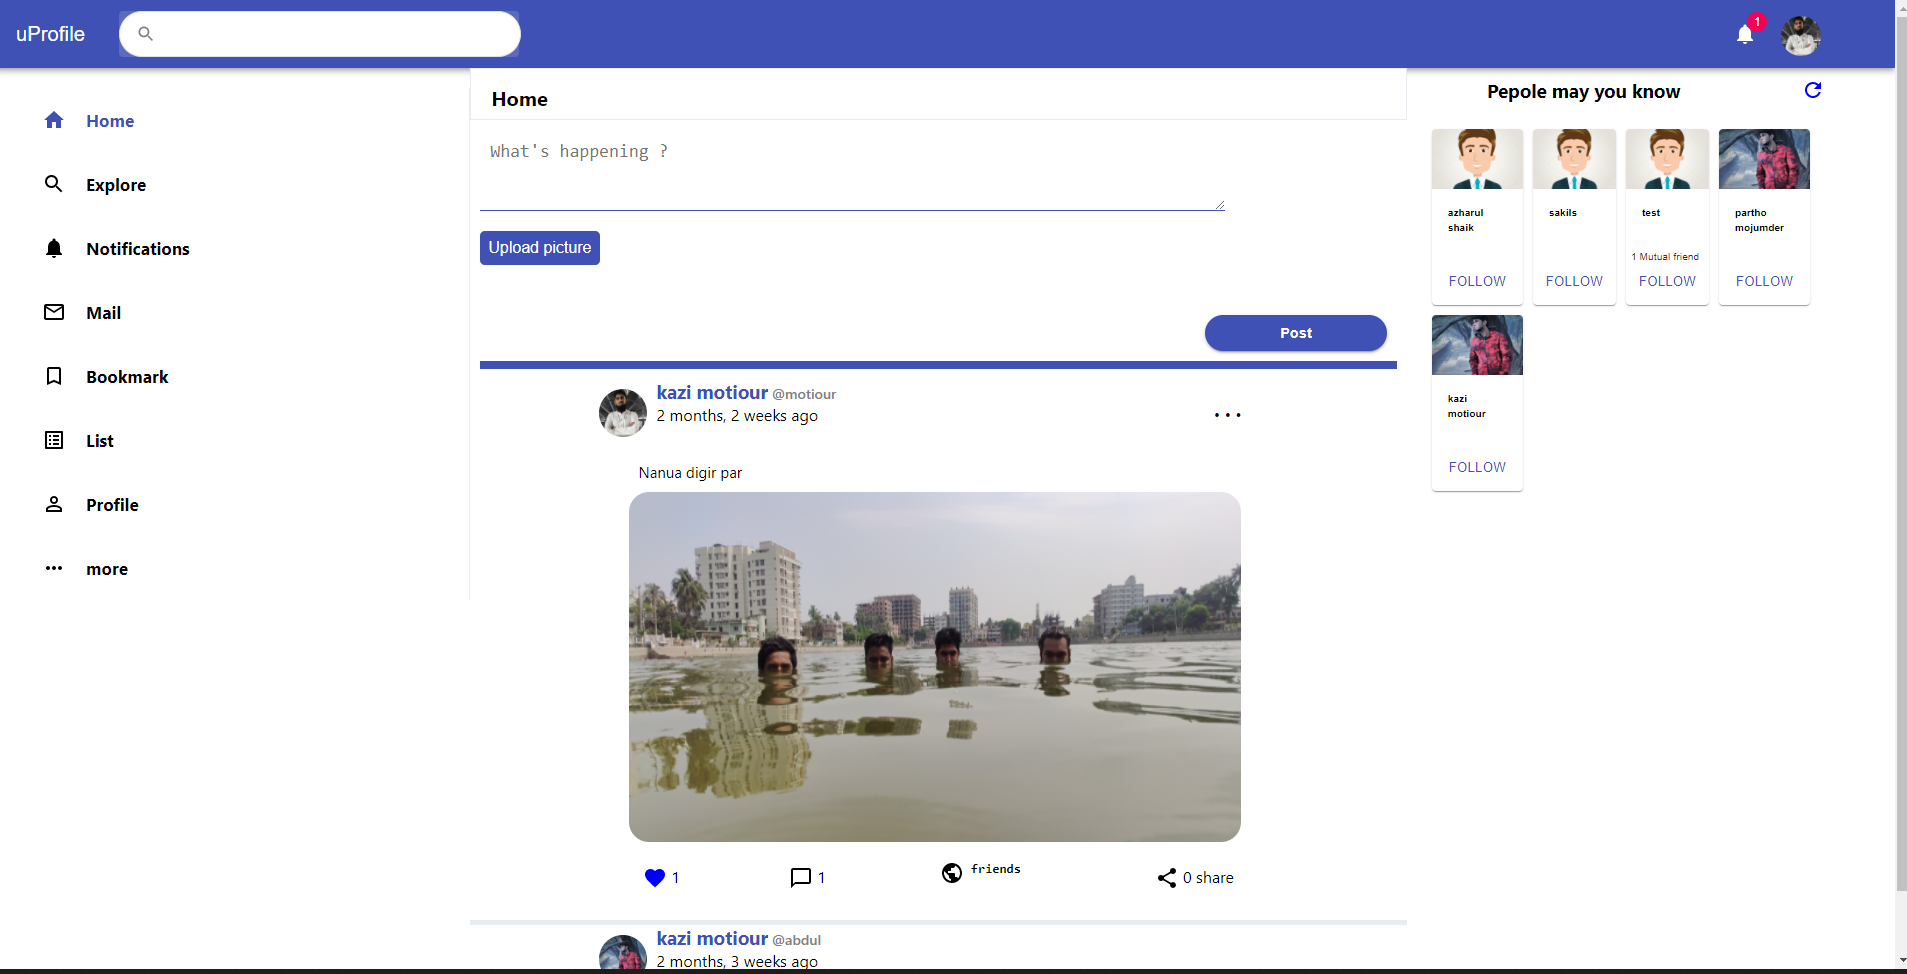 uProfile
1
Home
Explore
Notifications
Mail
Bookmark
List
Profile
more
Home
What's happening ?
Upload picture
Post
kazi motiour @motiour
2 months, 2 weeks ago
Nanua digir par
1
1
friends
0 share
kazi motiour @abdul
2 months, 3 weeks ago
Pepole may you know
azharul
shaik
FOLLOW
sakils
FOLLOW
test
1 Mutual friend
FOLLOW
partho
mojumder
FOLLOW
kazi
motiour
FOLLOW